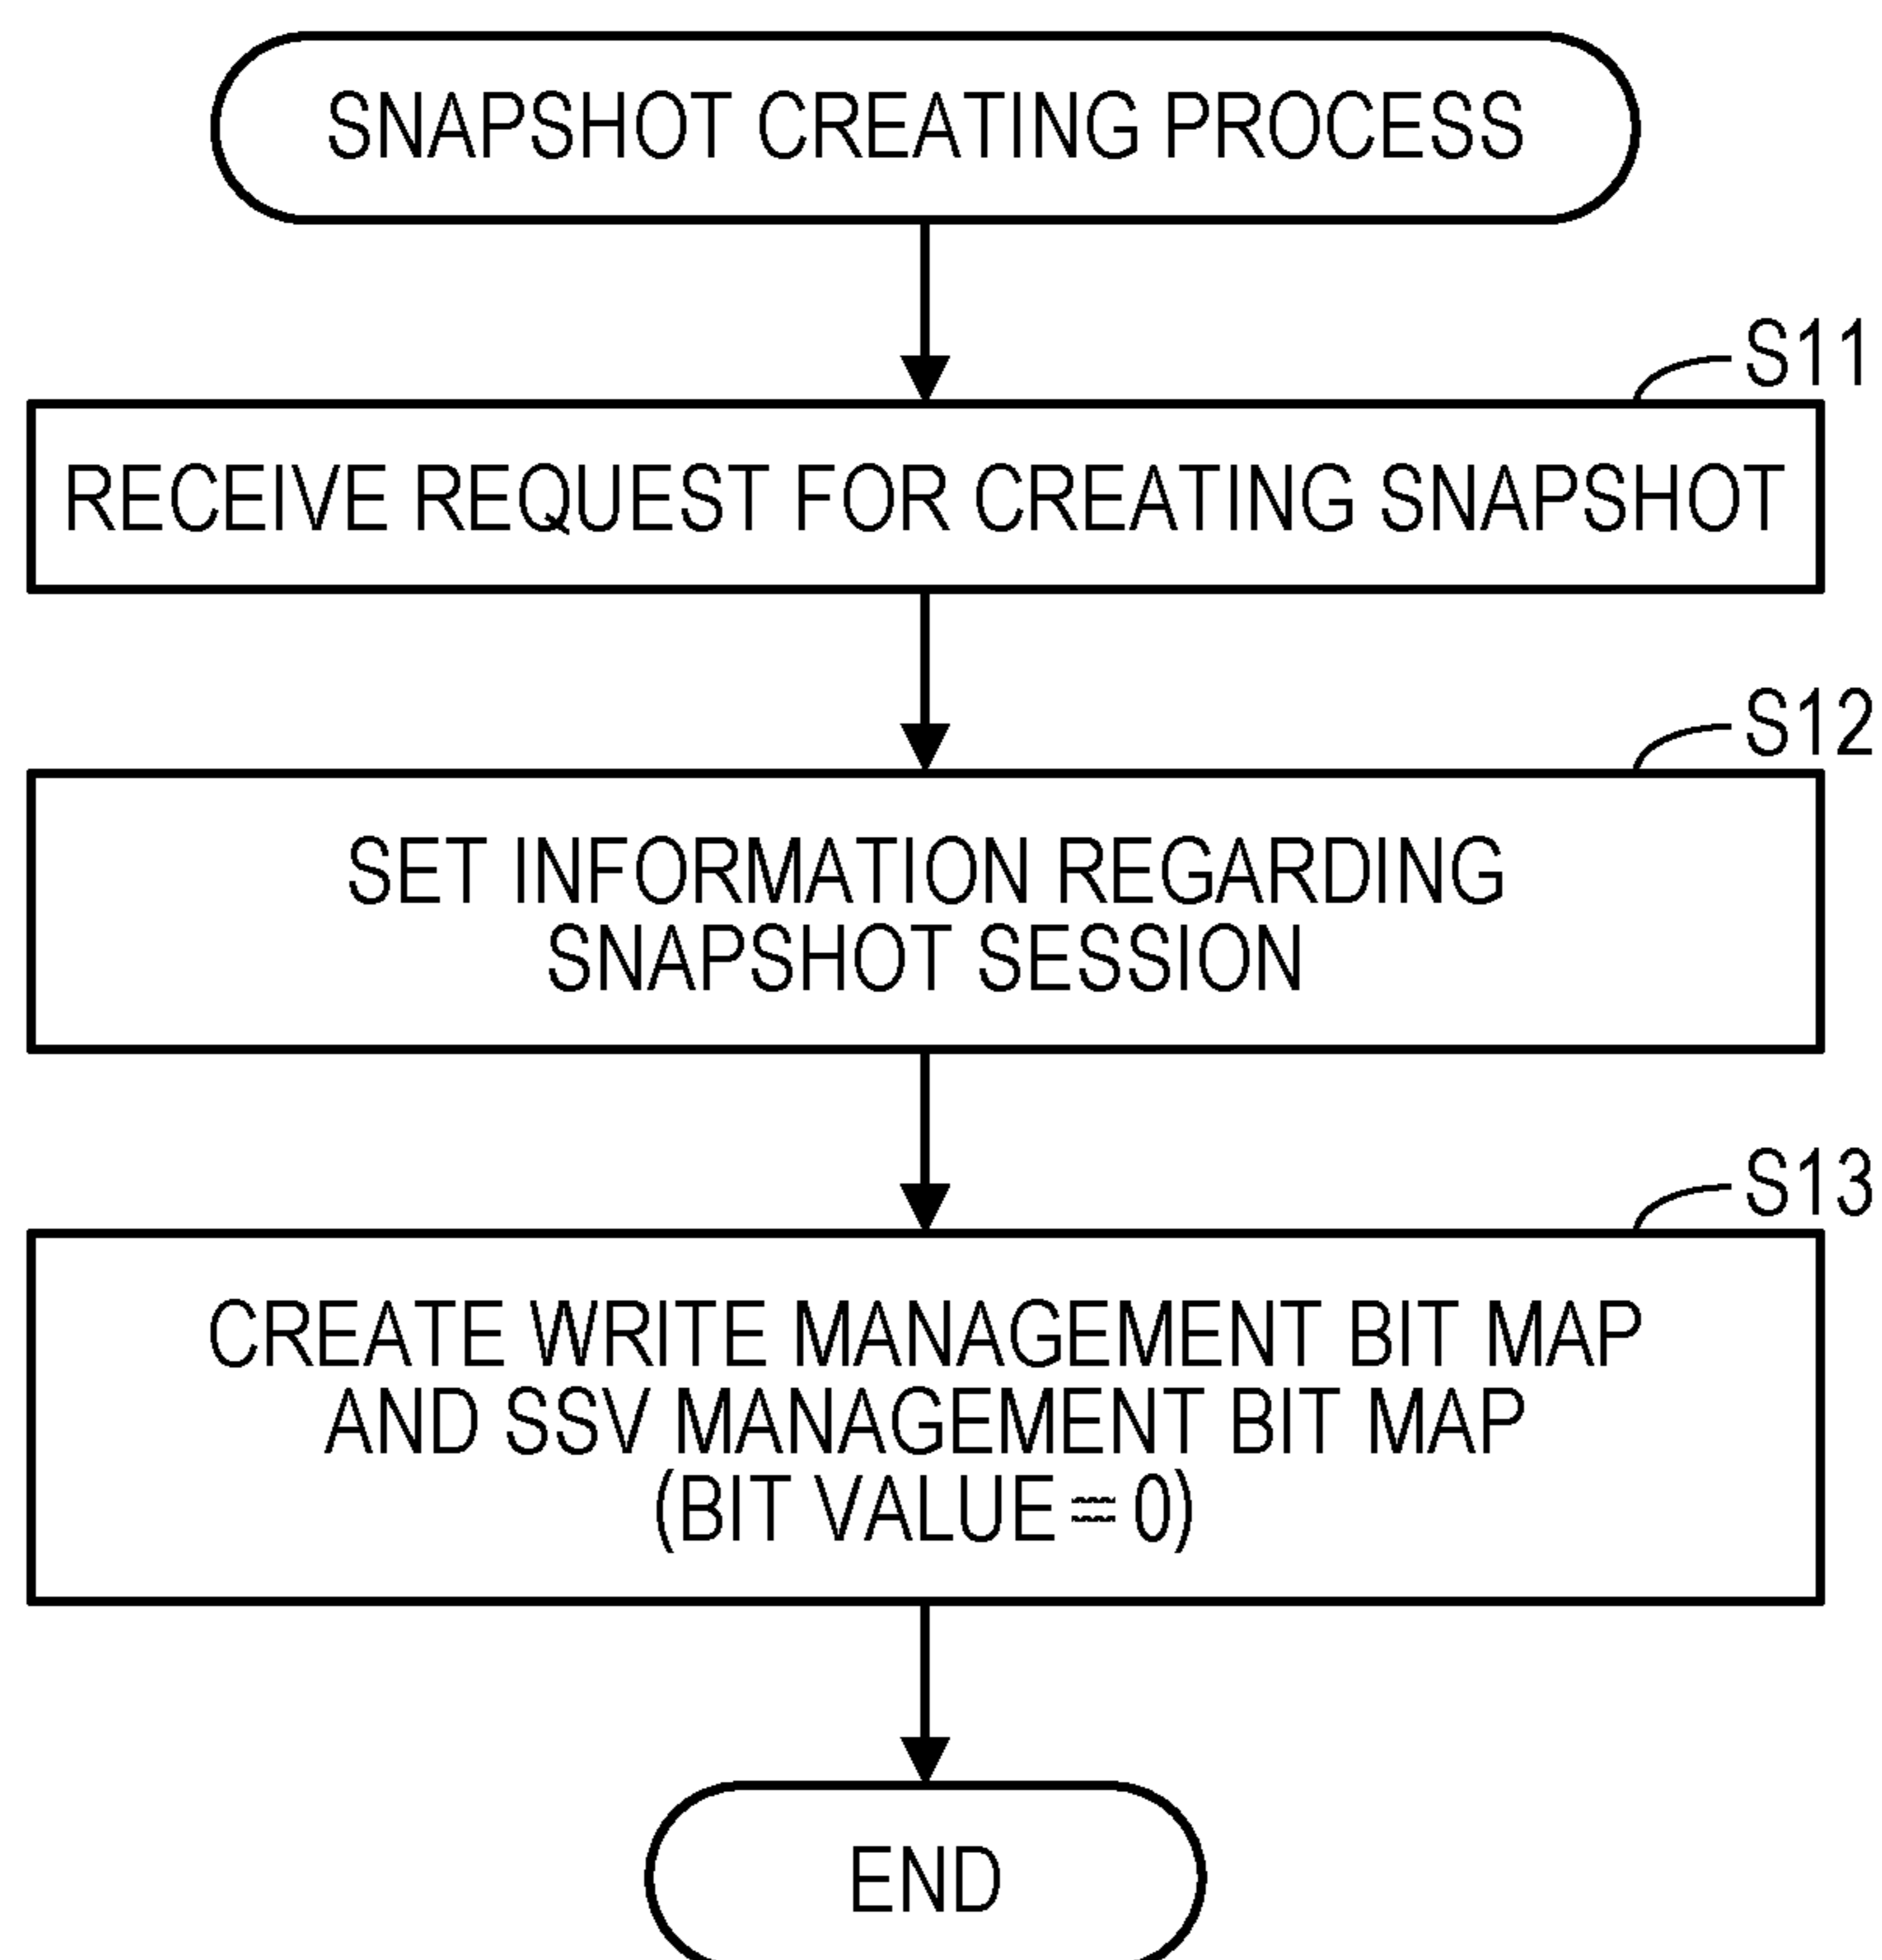 SNAPSHOT CREATING PROCESS
S11
RECEIVE REQUEST FOR CREATING SNAPSHOT
S12
SET INFORMATION REGARDING
SNAPSHOT SESSION
S13
CREATE WRITE MANAGEMENT BIT MAP
AND SSV MANAGEMENT BIT MAP
(BIT VALUE = 0)
END